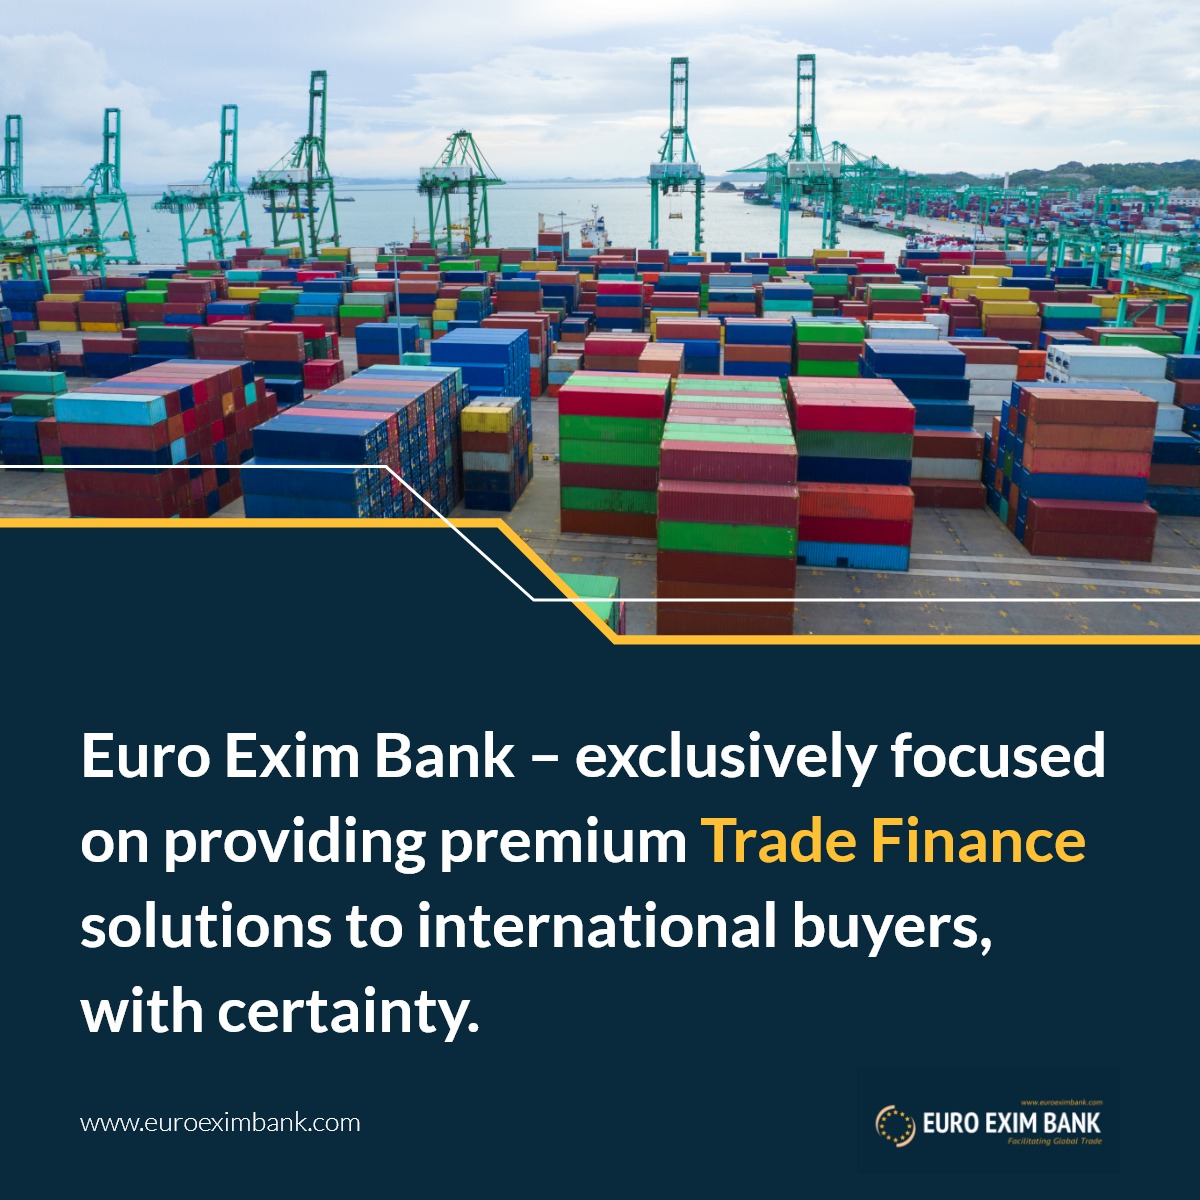 Euro Exim Bank – exclusively focused
on providing premium Trade Finance
solutions to international buyers,
with certainty.
www.euroeximbank.com
www.euroeximbank.com
EURO EXIM BANK
Facilitating Global Trade